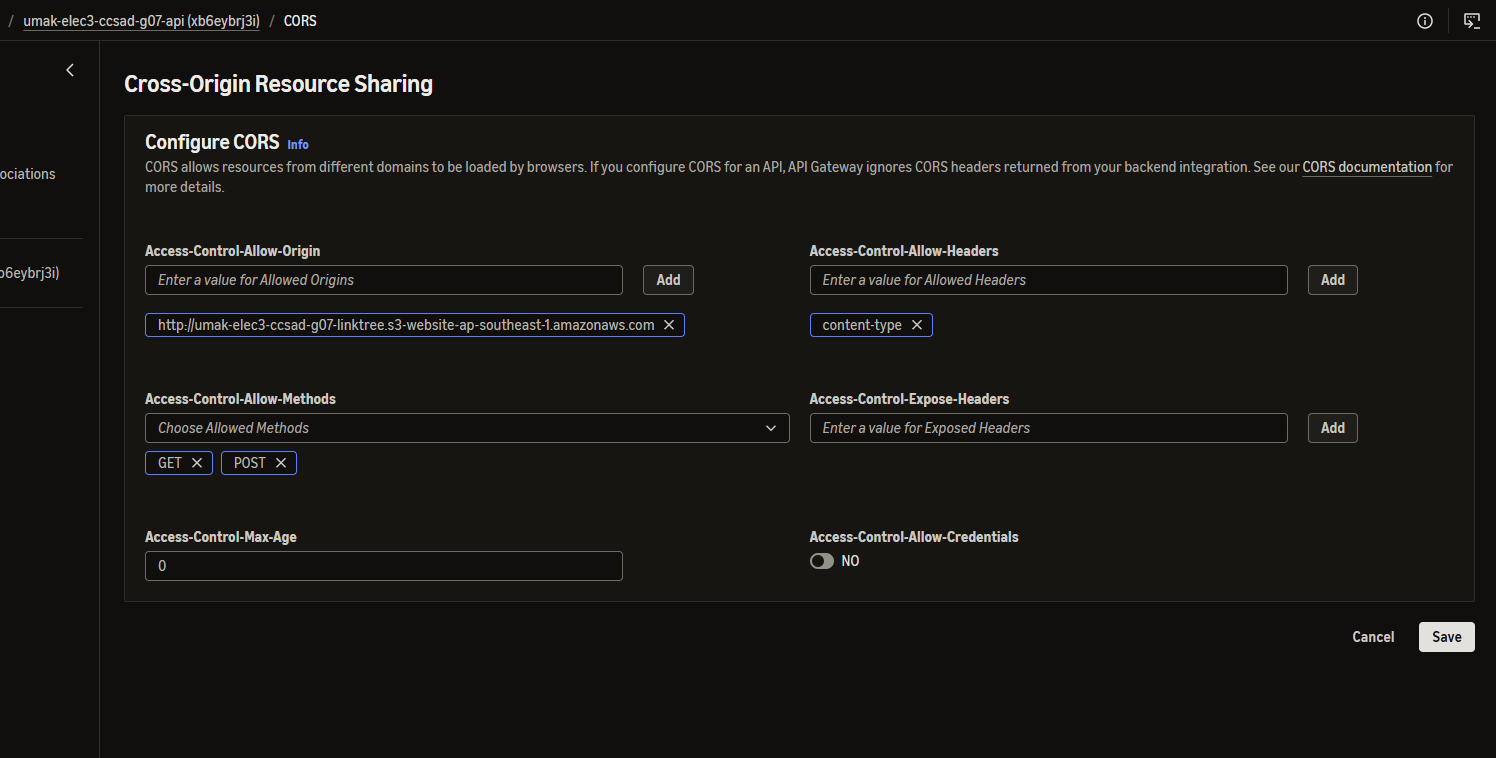 / umak-elec3-ccsad-g07-api (xb6eybrj3i) / CORS
ociations
b6eybrj3i)
Cross-Origin Resource Sharing
Configure CORS Info
CORS allows resources from different domains to be loaded by browsers. If you configure CORS for an API, API Gateway ignores CORS headers returned from your backend integration. See our CORS documentation for
more details.
Access-Control-Allow-Origin
Enter a value for Allowed Origins Add
http://umak-elec3-ccsad-g07-linktree.s3-website-ap-southeast-1.amazonaws.com
Access-Control-Allow-Headers
Enter a value for Allowed Headers Add
content-type
Access-Control-Allow-Methods
Choose Allowed Methods
GET POST
Access-Control-Expose-Headers
Enter a value for Exposed Headers Add
Access-Control-Max-Age
0
Access-Control-Allow-Credentials
NO
Cancel Save